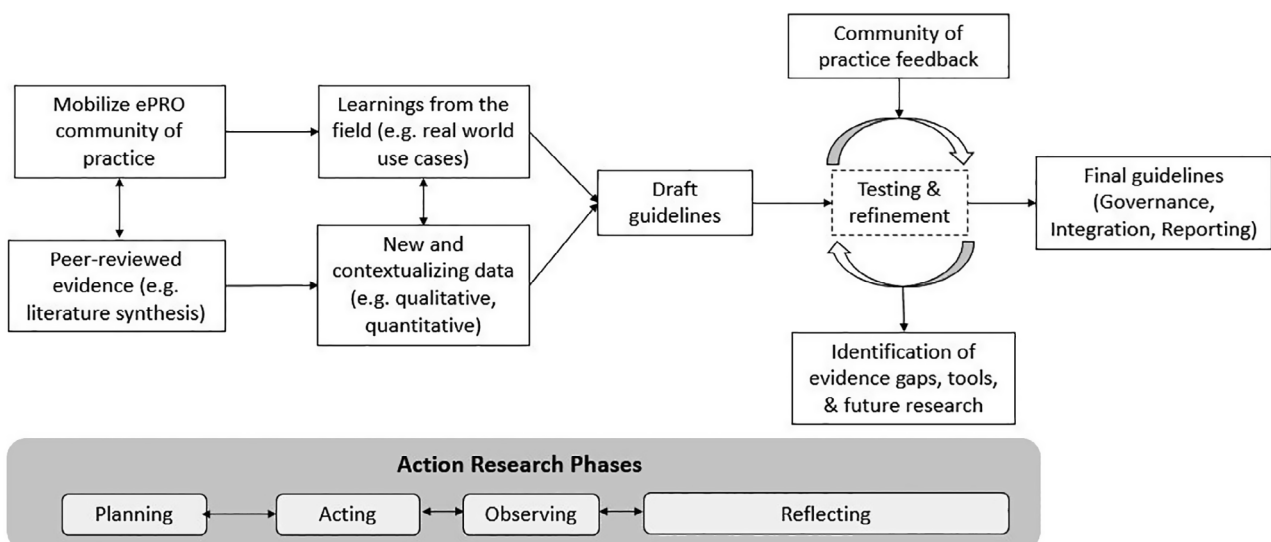 Mobilize ePRO
community of
practice
Peer-reviewed
evidence (e.g.
literature synthesis)
Learnings from the
field (e.g. real world
use cases)
New and
contextualizing data
(e.g. qualitative,
quantitative)
Draft
guidelines
Community of
practice feedback
Testing &
refinement
Identification of
evidence gaps, tools,
& future research
Final guidelines
(Governance,
Integration, Reporting)
Action Research Phases
Planning
Acting
Observing
Reflecting